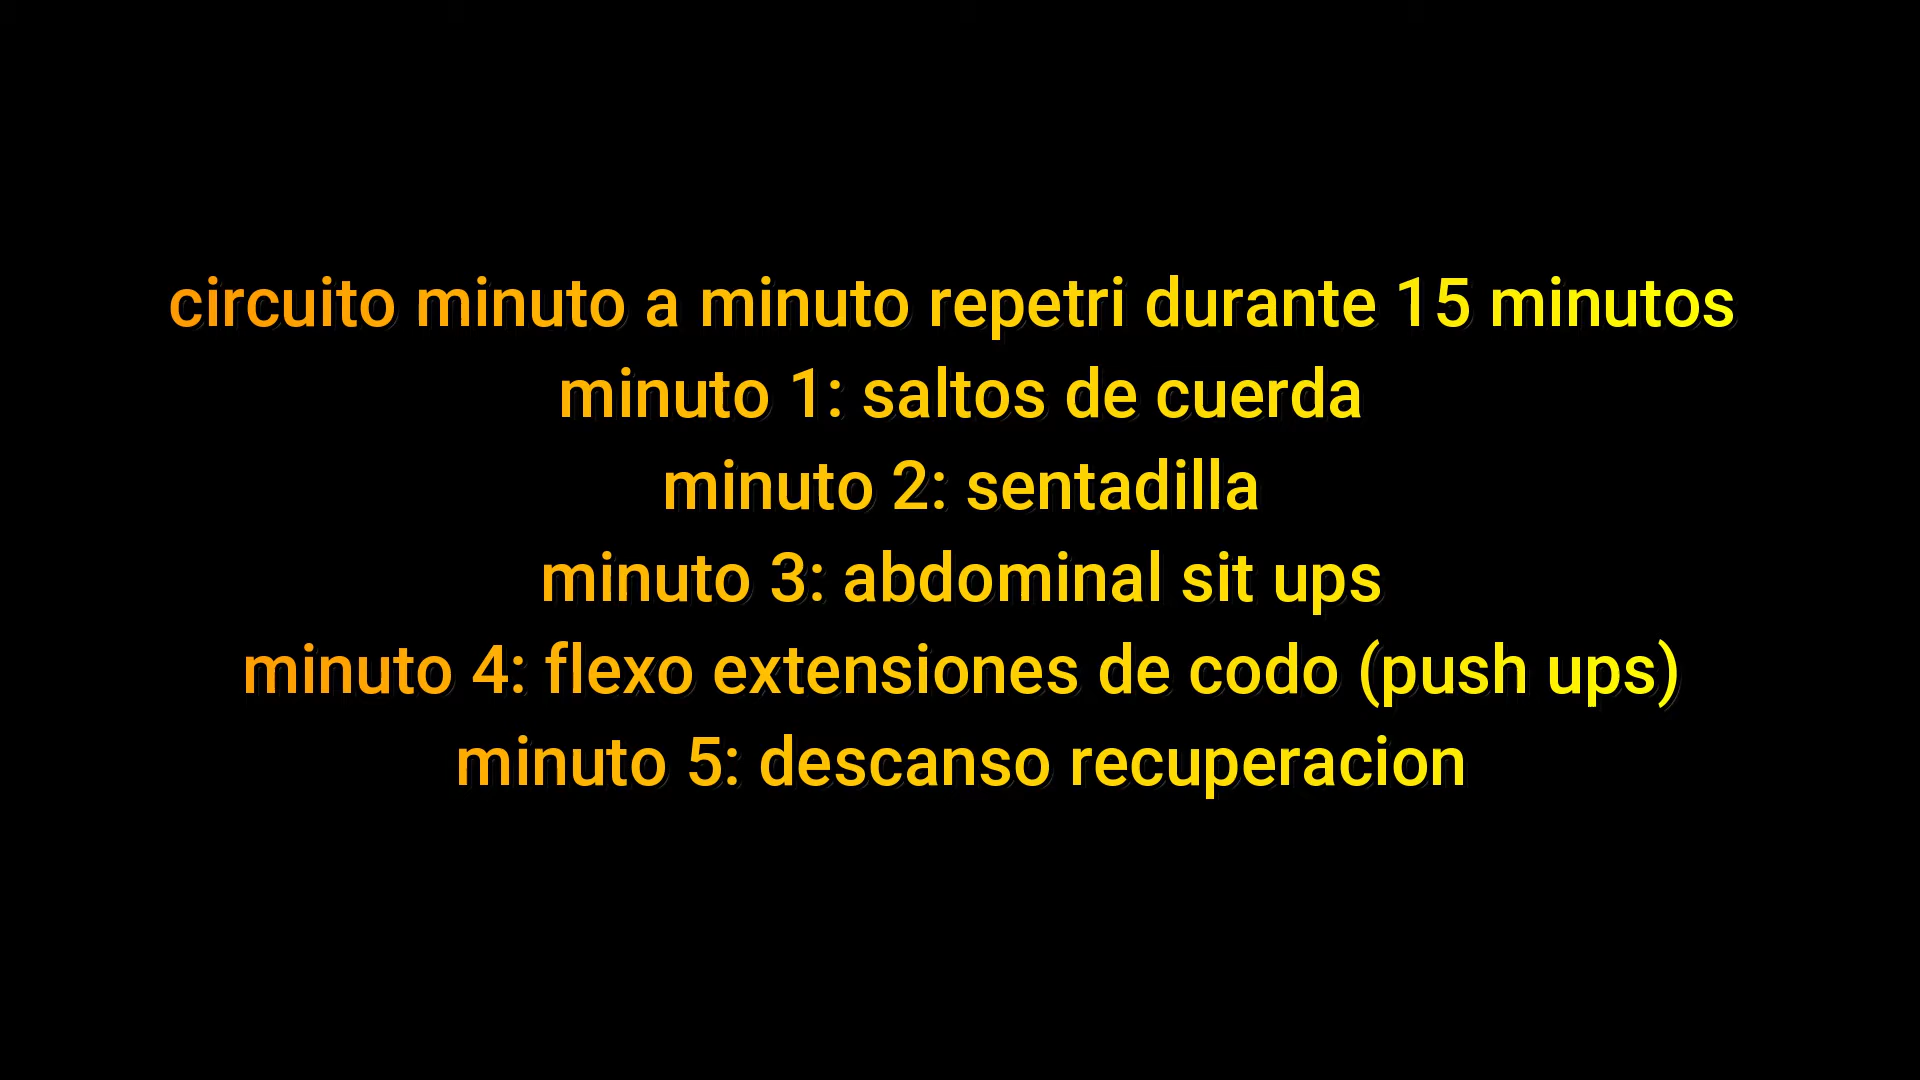 circuito minuto a minuto repetri durante 15 minutos
minuto 1: saltos de cuerda
minuto 2: sentadilla
minuto 3: abdominal sit ups
minuto 4: flexo extensiones de codo (push ups)
minuto 5: descanso recuperacion